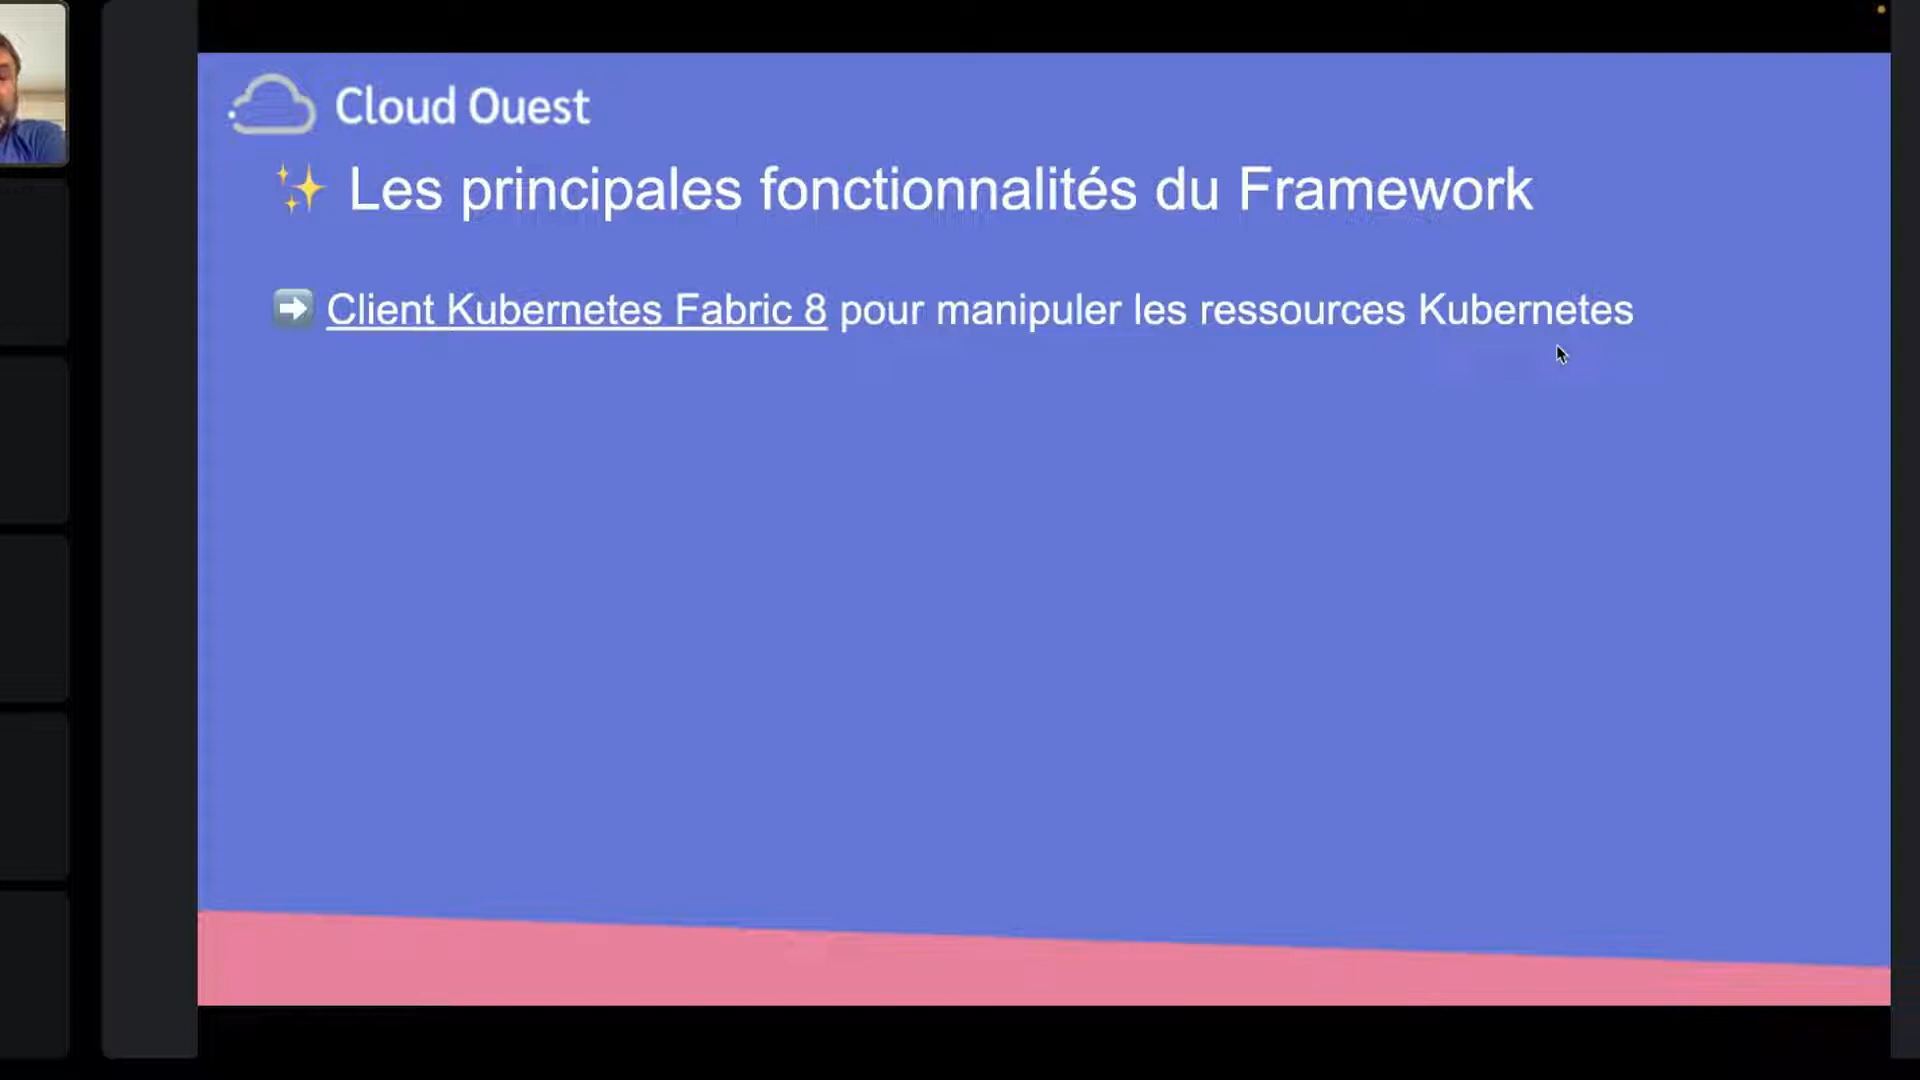 Cloud Ouest
✨ Les principales fonctionnalités du Framework
➡️ Client Kubernetes Fabric 8 pour manipuler les ressources Kubernetes